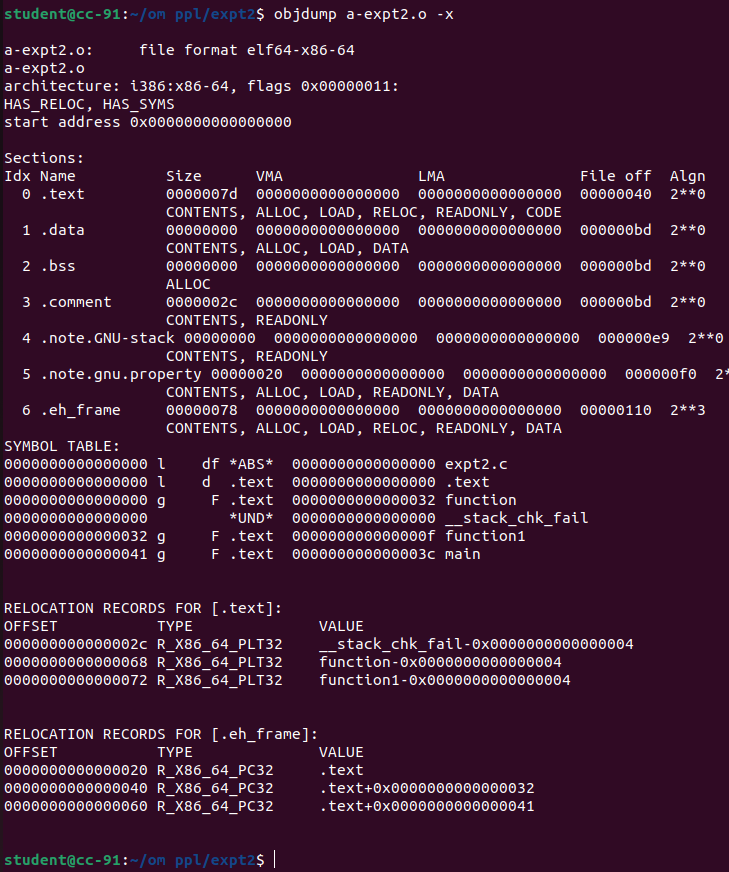 student@cc-91:~/om ppl/expt2$ objdump a-expt2.o -x
a-expt2.o:     file format elf64-x86-64
a-expt2.o
architecture: i386:x86-64, flags 0x00000011:
HAS_RELOC, HAS_SYMS
start address 0x0000000000000000
Sections:
Idx Name          Size      VMA               LMA               File off  Algn
  0 .text         0000007d  0000000000000000  0000000000000000  00000040  2**0
                  CONTENTS, ALLOC, LOAD, RELOC, READONLY, CODE
  1 .data         00000000  0000000000000000  0000000000000000  000000bd  2**0
                  CONTENTS, ALLOC, LOAD, DATA
  2 .bss          00000000  0000000000000000  0000000000000000  000000bd  2**0
                  ALLOC
  3 .comment      0000002c  0000000000000000  0000000000000000  000000bd  2**0
                  CONTENTS, READONLY
  4 .note.GNU-stack 00000000  0000000000000000  0000000000000000  000000e9  2**0
                  CONTENTS, READONLY
  5 .note.gnu.property 00000020  0000000000000000  0000000000000000  000000f0  2*
                  CONTENTS, ALLOC, LOAD, READONLY, DATA
  6 .eh_frame     00000078  0000000000000000  0000000000000000  00000110  2**3
                  CONTENTS, ALLOC, LOAD, RELOC, READONLY, DATA
SYMBOL TABLE:
0000000000000000 l    df *ABS*  0000000000000000 expt2.c
0000000000000000 l    d  .text  0000000000000000 .text
0000000000000000 g     F .text  0000000000000032 function
0000000000000000         *UND*  0000000000000000 __stack_chk_fail
0000000000000032 g     F .text  000000000000000f function1
0000000000000041 g     F .text  000000000000003c main
RELOCATION RECORDS FOR [.text]:
OFFSET           TYPE              VALUE
000000000000002c R_X86_64_PLT32    __stack_chk_fail-0x0000000000000004
0000000000000068 R_X86_64_PLT32    function-0x0000000000000004
0000000000000072 R_X86_64_PLT32    function1-0x0000000000000004
RELOCATION RECORDS FOR [.eh_frame]:
OFFSET           TYPE              VALUE
0000000000000020 R_X86_64_PC32     .text
0000000000000040 R_X86_64_PC32     .text+0x0000000000000032
0000000000000060 R_X86_64_PC32     .text+0x0000000000000041
student@cc-91:~/om ppl/expt2$